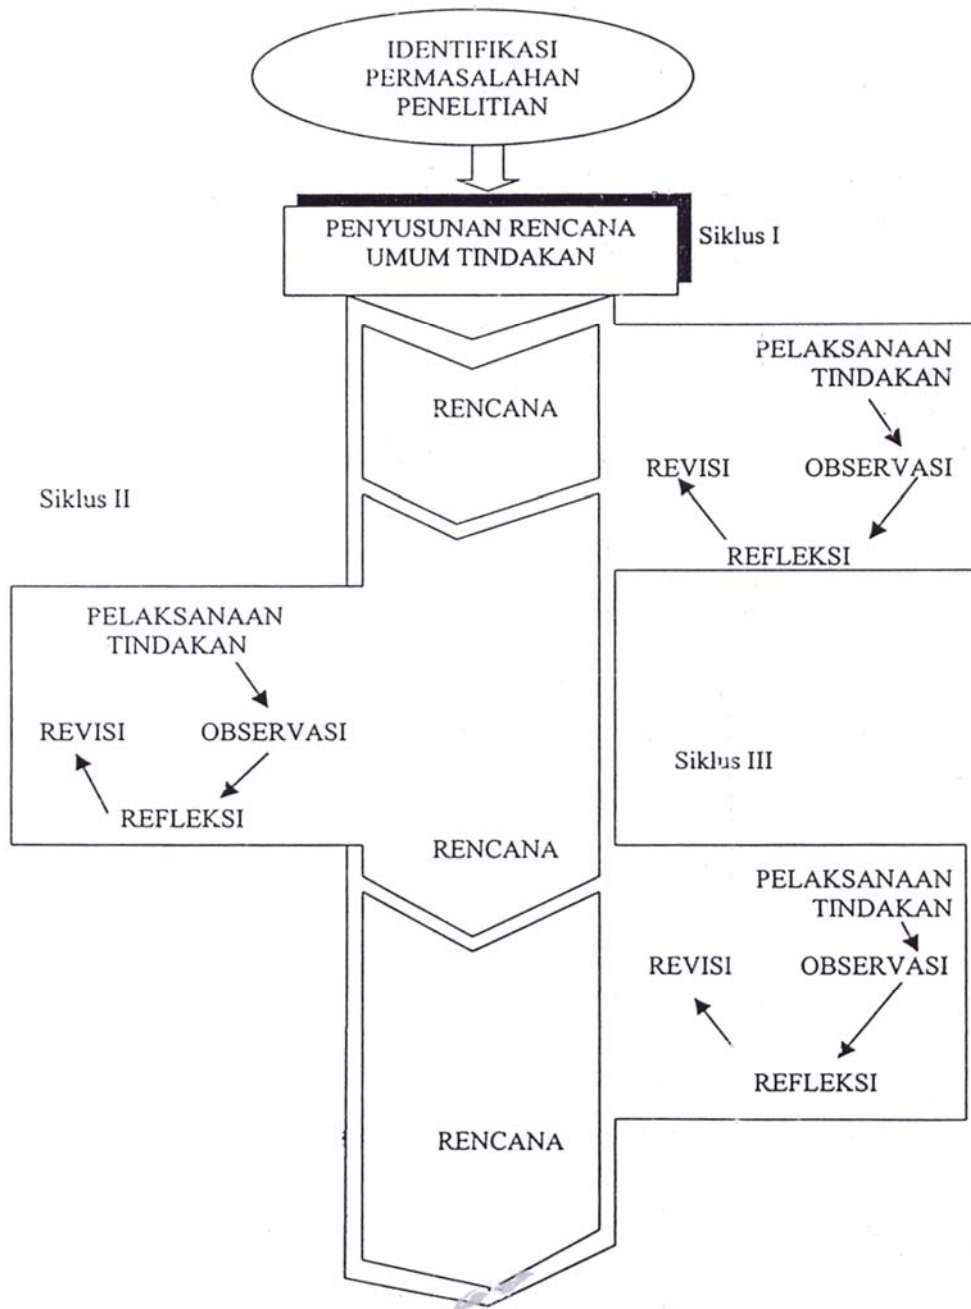 IDENTIFIKASI
PERMASALAHAN
PENELITIAN
PENYUSUNAN RENCANA
UMUM TINDAKAN
Siklus I
PELAKSANAAN
TINDAKAN
RENCANA
REVISI
OBSERVASI
REFLEKSI
Siklus II
PELAKSANAAN
TINDAKAN
REVISI
OBSERVASI
REFLEKSI
RENCANA
Siklus III
PELAKSANAAN
TINDAKAN
REVISI
OBSERVASI
REFLEKSI
RENCANA